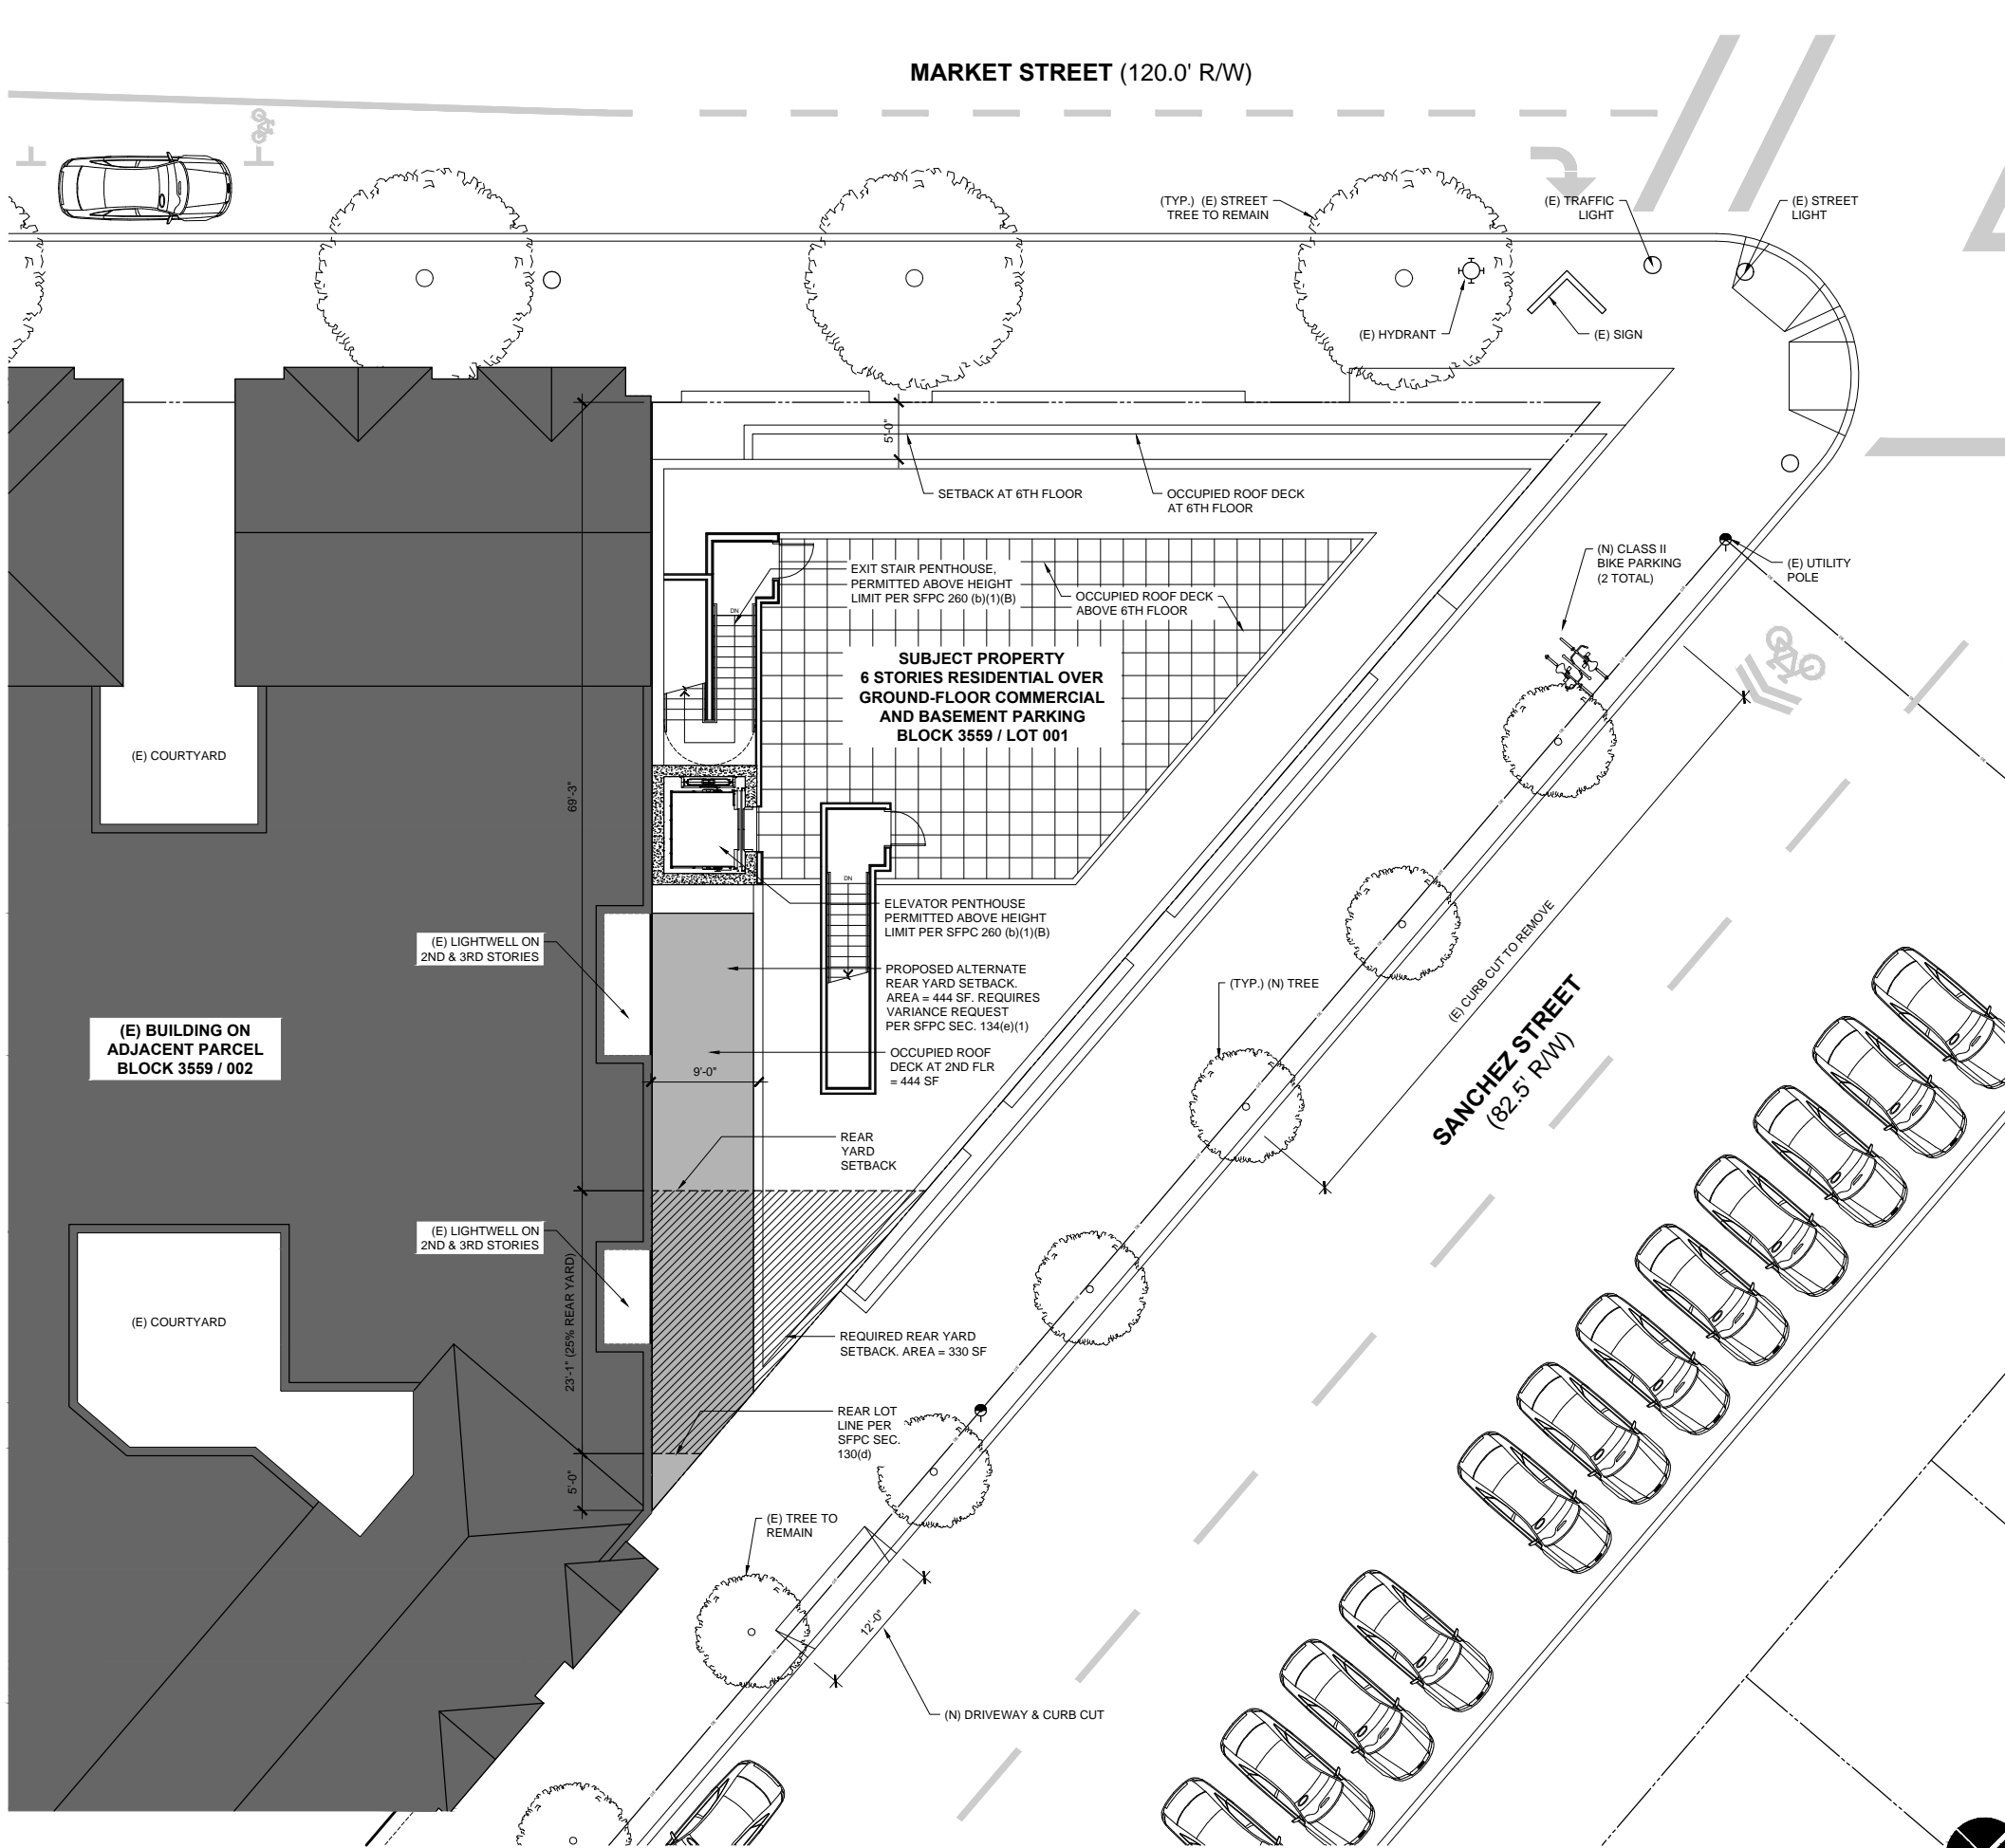 MARKET STREET (120.0' R/W)
(TYP.) (E) STREET
TREE TO REMAIN
(E) TRAFFIC
LIGHT
(E) STREET
LIGHT
(E) HYDRANT
(E) SIGN
5'-0"
SETBACK AT 6TH FLOOR
OCCUPIED ROOF DECK
AT 6TH FLOOR
(N) CLASS II
BIKE PARKING
(2 TOTAL)
(E) UTILITY
POLE
EXIT STAIR PENTHOUSE,
PERMITTED ABOVE HEIGHT
LIMIT PER SFPC 260 (b)(1)(B)
OCCUPIED ROOF DECK
ABOVE 6TH FLOOR
DN
SUBJECT PROPERTY
6 STORIES RESIDENTIAL OVER
GROUND-FLOOR COMMERCIAL
AND BASEMENT PARKING
BLOCK 3559 / LOT 001
(E) COURTYARD
69'-3"
DN
ELEVATOR PENTHOUSE
PERMITTED ABOVE HEIGHT
LIMIT PER SFPC 260 (b)(1)(B)
(E) LIGHTWELL ON
2ND & 3RD STORIES
PROPOSED ALTERNATE
REAR YARD SETBACK.
AREA = 444 SF. REQUIRES
VARIANCE REQUEST
PER SFPC SEC. 134(e)(1)
(TYP.) (N) TREE
(E) CURB CUT TO REMOVE
SANCHEZ STREET
(82.5' R/W)
(E) BUILDING ON
ADJACENT PARCEL
BLOCK 3559 / 002
OCCUPIED ROOF
DECK AT 2ND FLR
= 444 SF
9'-0"
REAR
YARD
SETBACK
(E) LIGHTWELL ON
2ND & 3RD STORIES
23'-1" (25% REAR YARD)
(E) COURTYARD
REQUIRED REAR YARD
SETBACK. AREA = 330 SF
REAR LOT
LINE PER
SFPC SEC.
130(d)
5'-0"
(E) TREE TO
REMAIN
12'-0"
(N) DRIVEWAY & CURB CUT